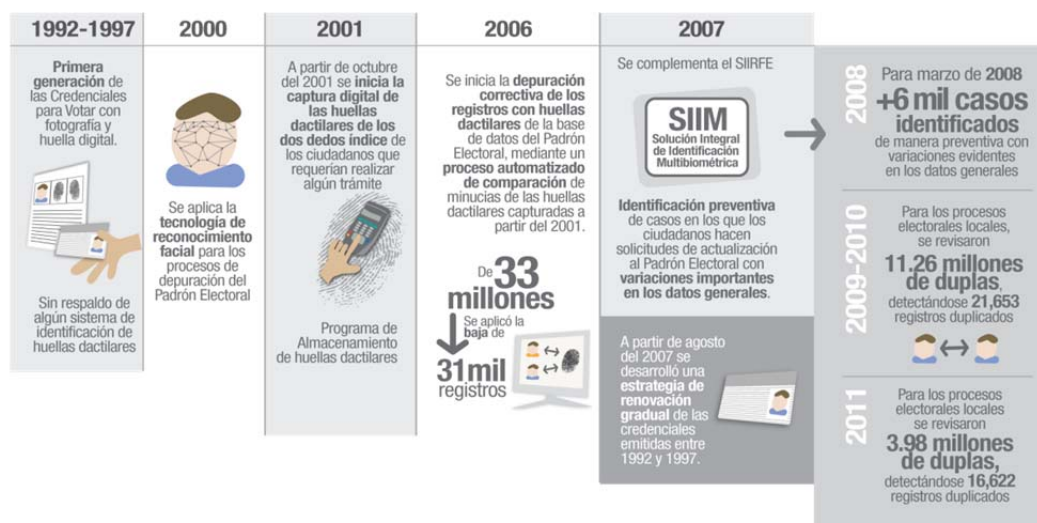 1992-1997
Primera
generación de
las Credenciales
para Votar con
fotografía y
huella digital.
Sin respaldo de
algún sistema de
identificación de
huellas dactilares
2000
Se aplica la
tecnología de
reconocimiento
facial para los
procesos de
depuración del
Padrón Electoral
2001
A partir de octubre
del 2001 se inicia la
captura digital de
las huellas
dactilares de los
dos dedos índice de
los ciudadanos que
requerían realizar
algún trámite
Programa de
Almacenamiento
de huellas dactilares
2006
Se inicia la depuración
correctiva de los
registros con huellas
dactilares de la base
de datos del Padrón
Electoral, mediante un
proceso automatizado
de comparación de
minucias de las huellas
dactilares capturadas a
partir del 2001.
De 33
millones
Se aplicó la
baja de
31 mil
registros
2007
Se complementa el SIIRFE
SIIM
Solución Integral
de Identificación
Multibiométrica
Identificación preventiva
de casos en los que los
ciudadanos hacen
solicitudes de actualización
al Padrón Electoral con
variaciones importantes
en los datos generales.
A partir de agosto
del 2007 se
desarrolló una
estrategia de
renovación
gradual de las
credenciales
emitidas entre
1992 y 1997.
2008
Para marzo de 2008
+6 mil casos
identificados
de manera preventiva con
variaciones evidentes
en los datos generales
2009-2010
Para los procesos
electorales locales,
se revisaron
11.26 millones
de duplas,
detectándose 21,653
registros duplicados
2011
Para los procesos
electorales locales
se revisaron
3.98 millones
de duplas,
detectándose 16,622
registros duplicados